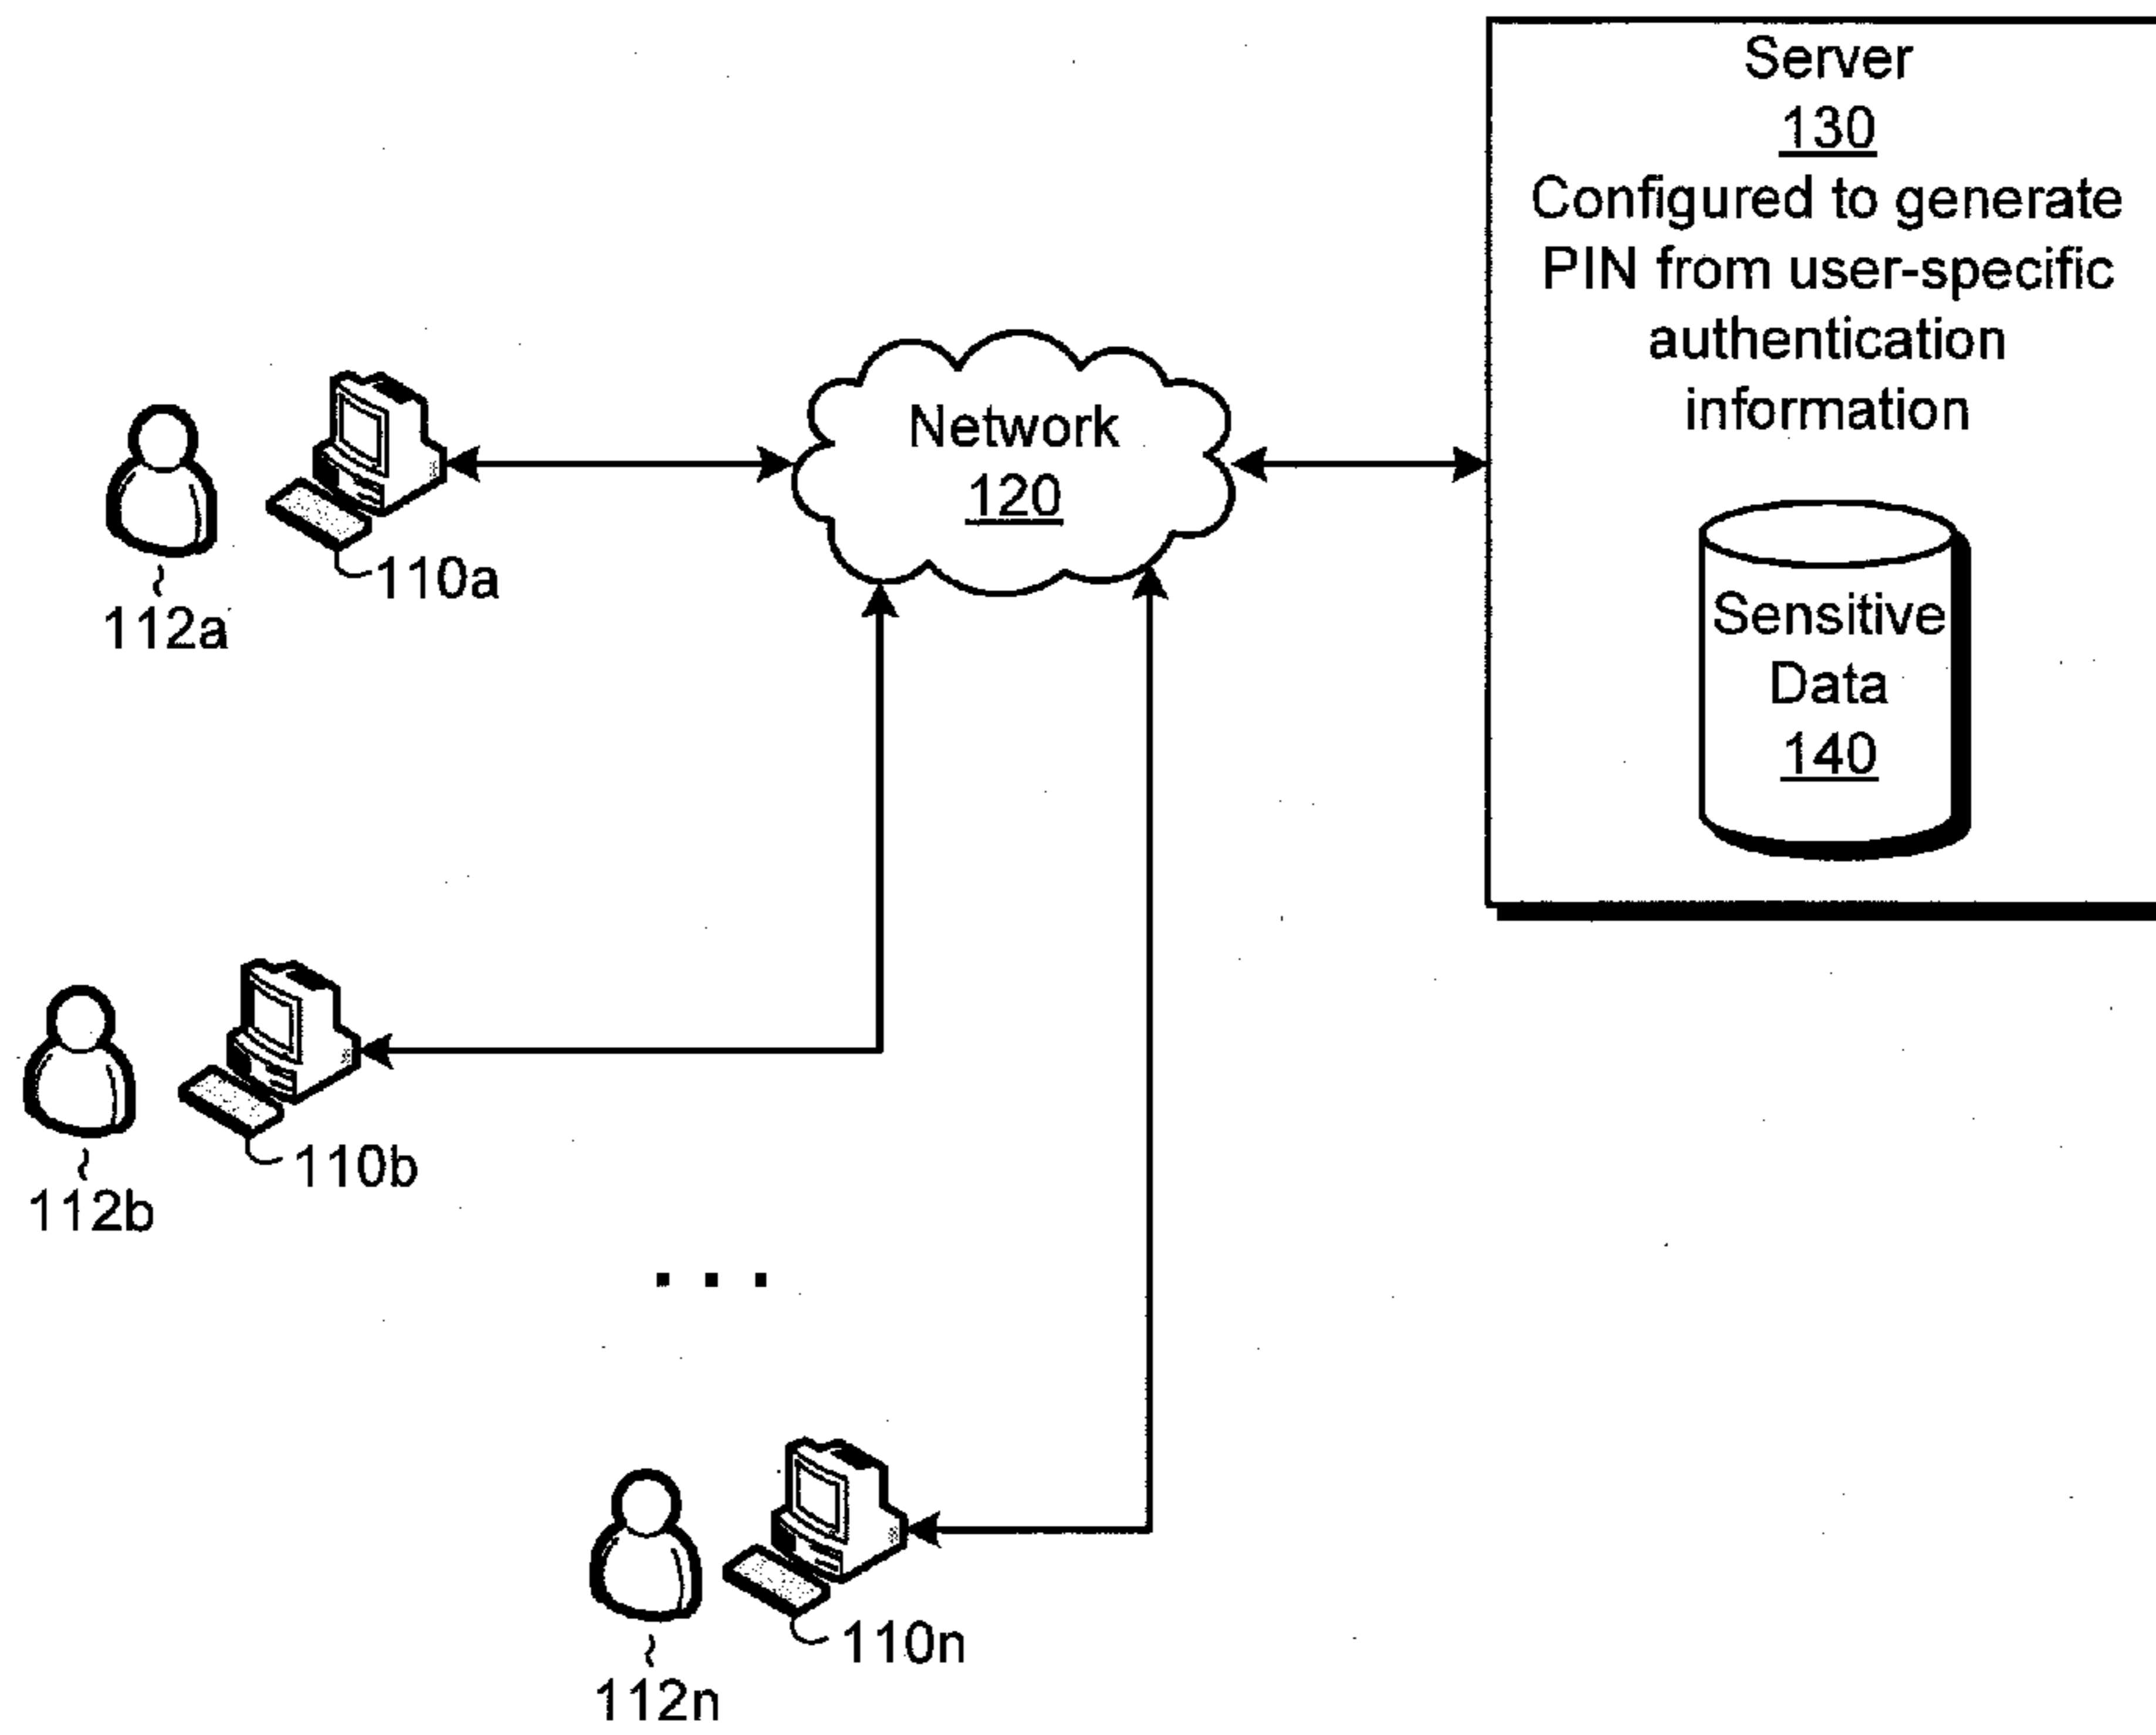 Server
130
Configured to generate
PIN from user-specific
authentication
information
Network
120
Sensitive
Data
140
110a
112a
110b
112b
. . .
110n
112n